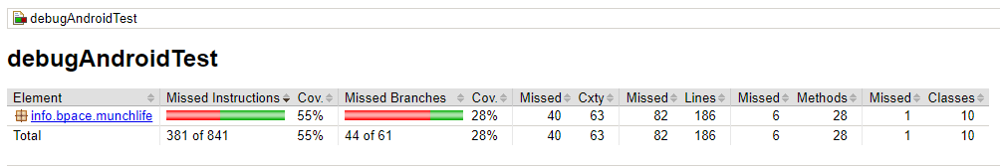 debugAndroidTest
debugAndroidTest
Element Missed Instructions Cov. Missed Branches Cov. Missed Cxty Missed Lines Missed Methods Missed Classes
info.bpace.munchlife 55% 28% 40 63 82 186 6 28 1 10
Total 381 of 841 55% 44 of 61 28% 40 63 82 186 6 28 1 10